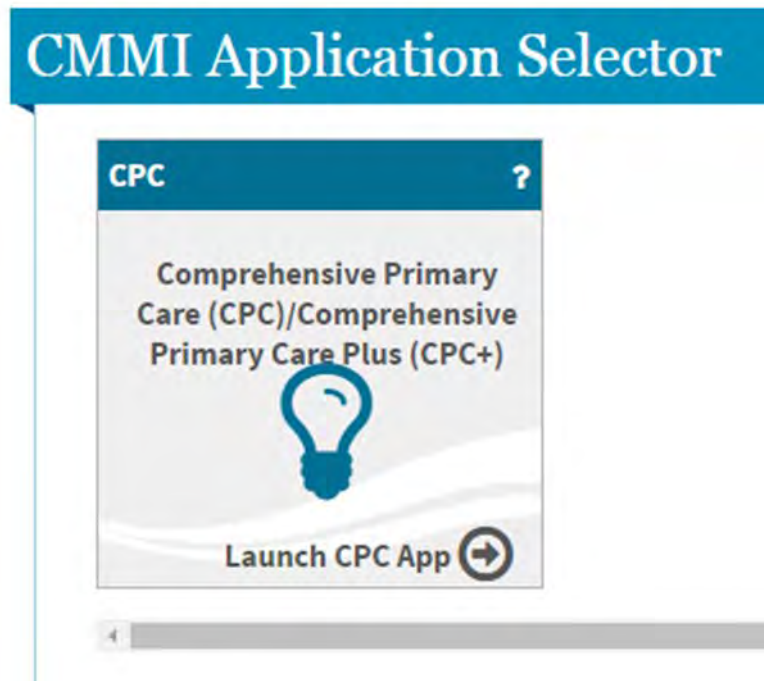 CMMI Application Selector
CPC ?
Comprehensive Primary
Care (CPC)/Comprehensive
Primary Care Plus (CPC+)
Launch CPC App